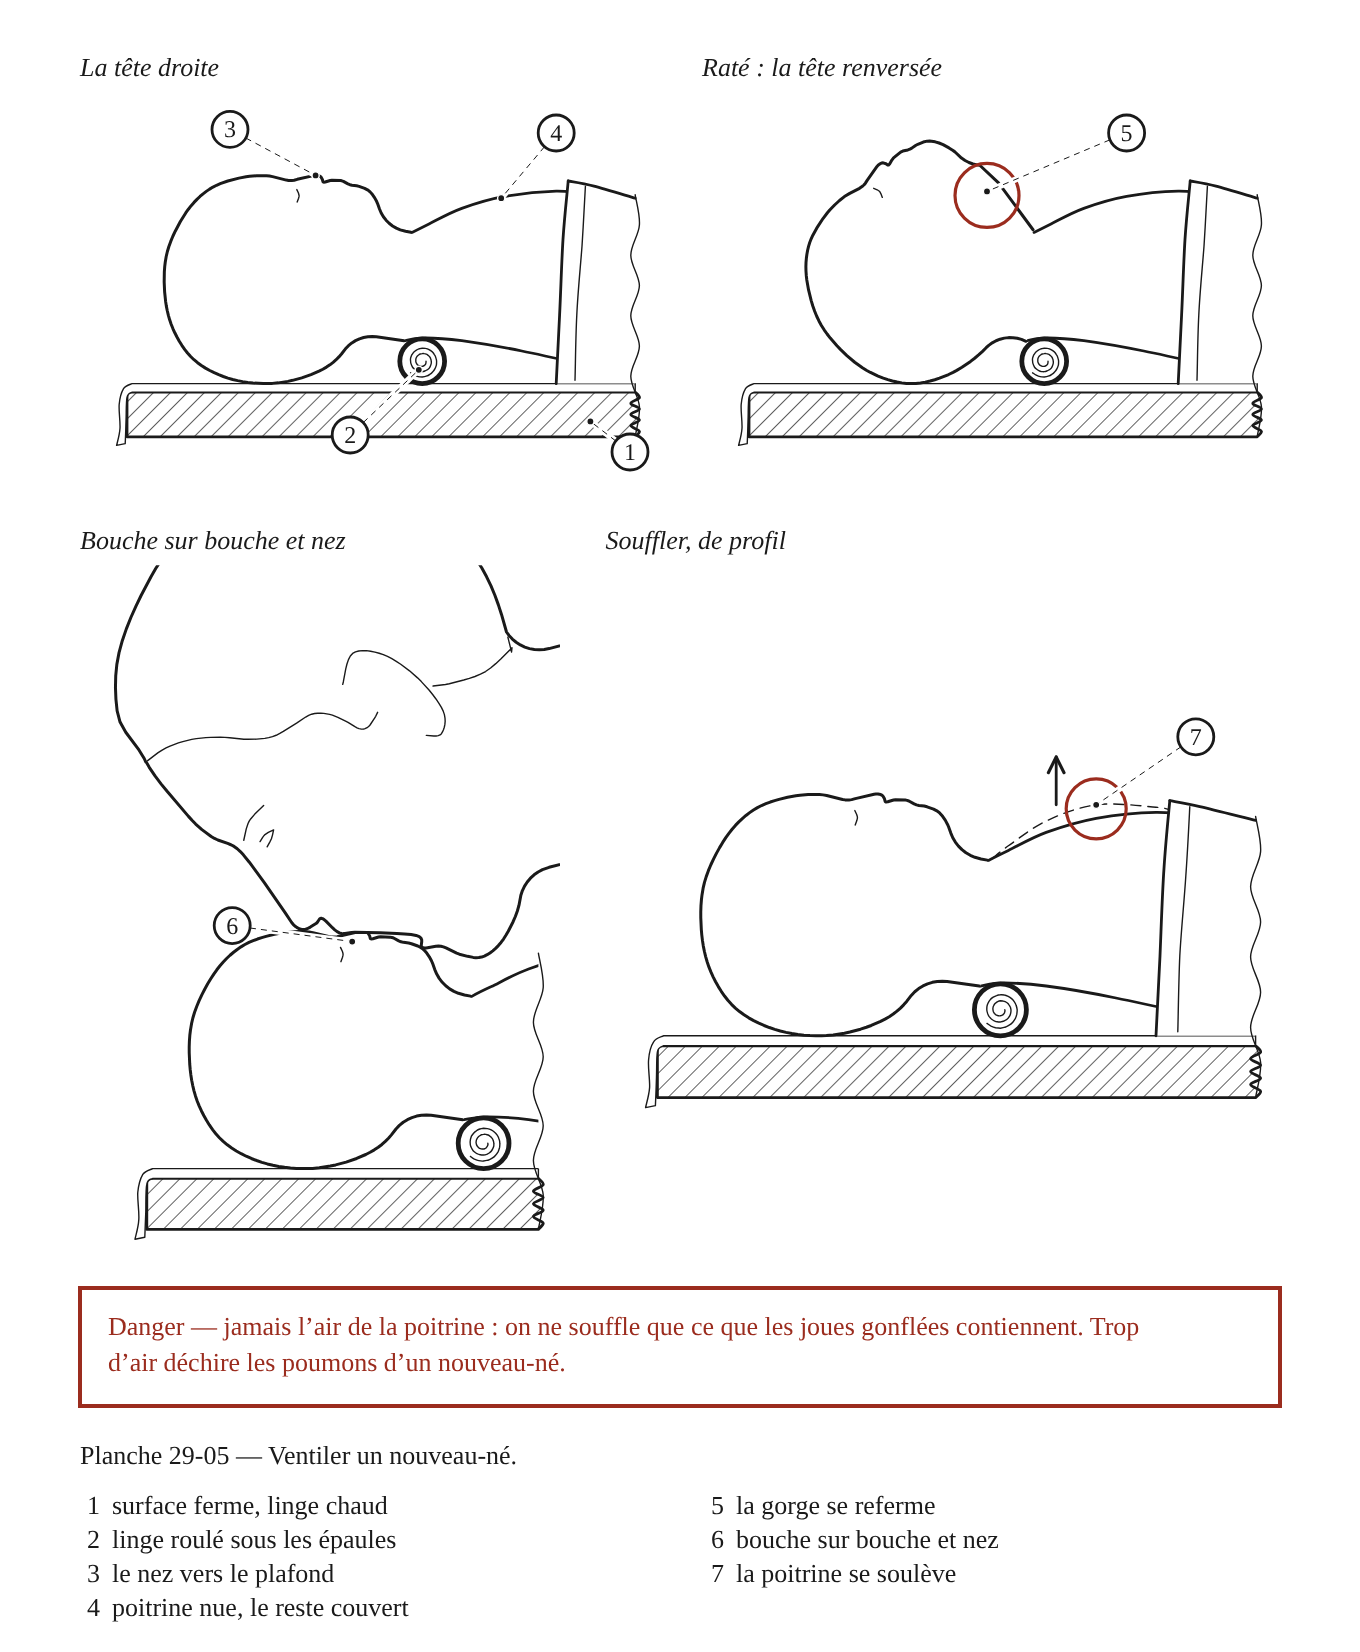 La tête droite
Raté : la tête renversée
3
4
5
2
1
Bouche sur bouche et nez
Souffler, de profil
7
6
Danger — jamais l’air de la poitrine : on ne souffle que ce que les joues gonflées contiennent. Trop
d’air déchire les poumons d’un nouveau-né.
Planche 29-05 — Ventiler un nouveau-né.
1 surface ferme, linge chaud
2 linge roulé sous les épaules
3 le nez vers le plafond
4 poitrine nue, le reste couvert
5 la gorge se referme
6 bouche sur bouche et nez
7 la poitrine se soulève